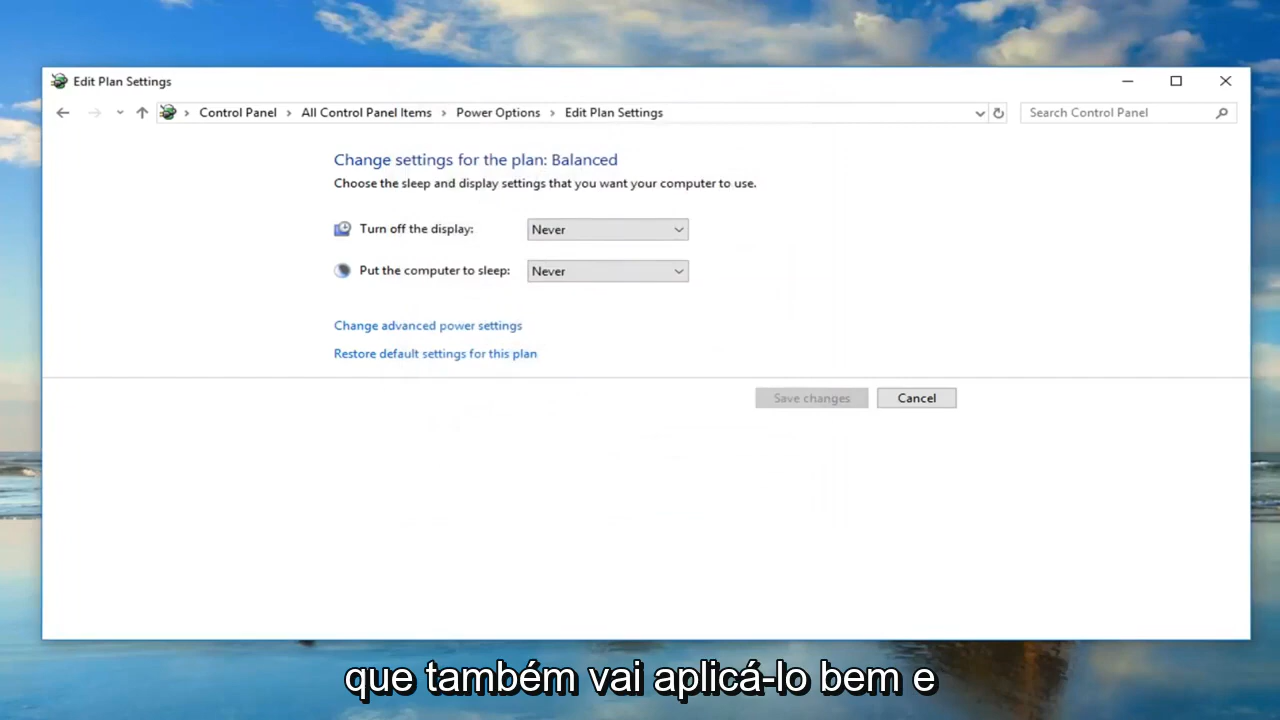 Edit Plan Settings
Control Panel > All Control Panel Items > Power Options > Edit Plan Settings
Search Control Panel
Change settings for the plan: Balanced
Choose the sleep and display settings that you want your computer to use.
Turn off the display: Never
Put the computer to sleep: Never
Change advanced power settings
Restore default settings for this plan
Save changes Cancel
que também vai aplicá-lo bem e